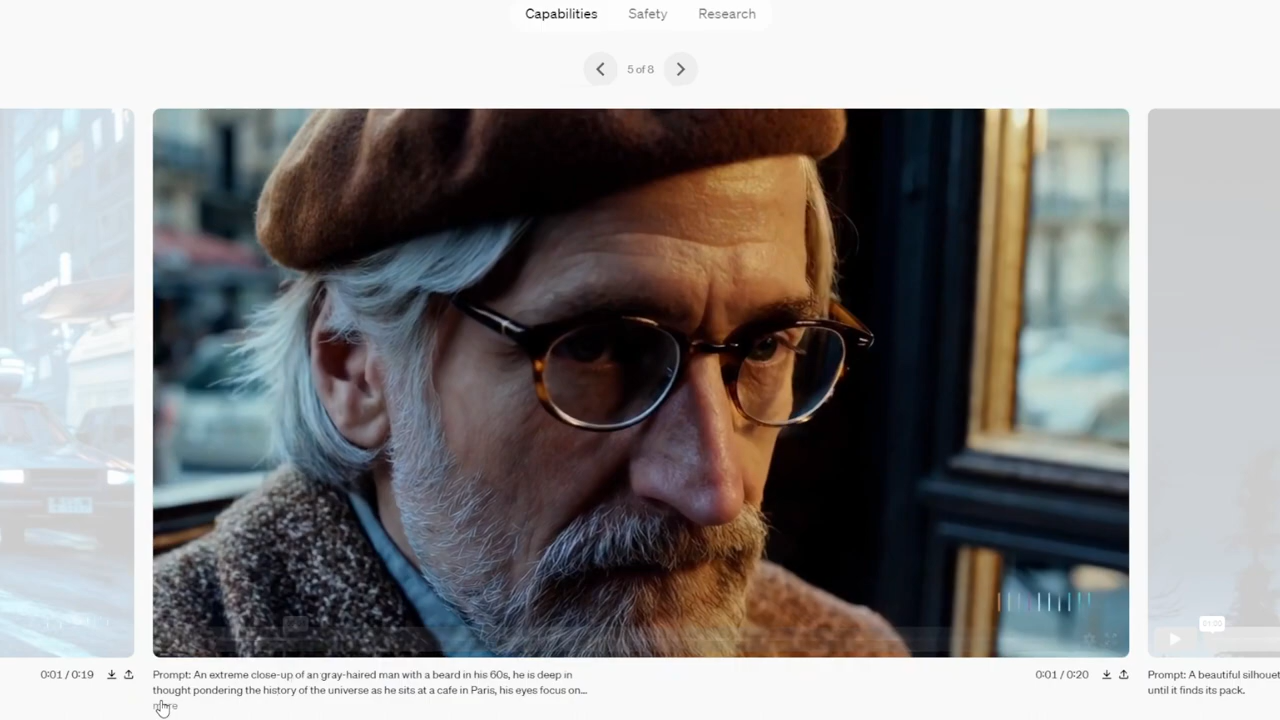 Capabilities Safety Research
5 of 8
0:01 / 0:19
Prompt: An extreme close-up of an gray-haired man with a beard in his 60s, he is deep in
thought pondering the history of the universe as he sits at a cafe in Paris, his eyes focus on...
more
0:01 / 0:20
01:00
Prompt: A beautiful silhouet
until it finds its pack.